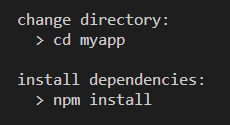 change directory:
> cd myapp
install dependencies:
> npm install